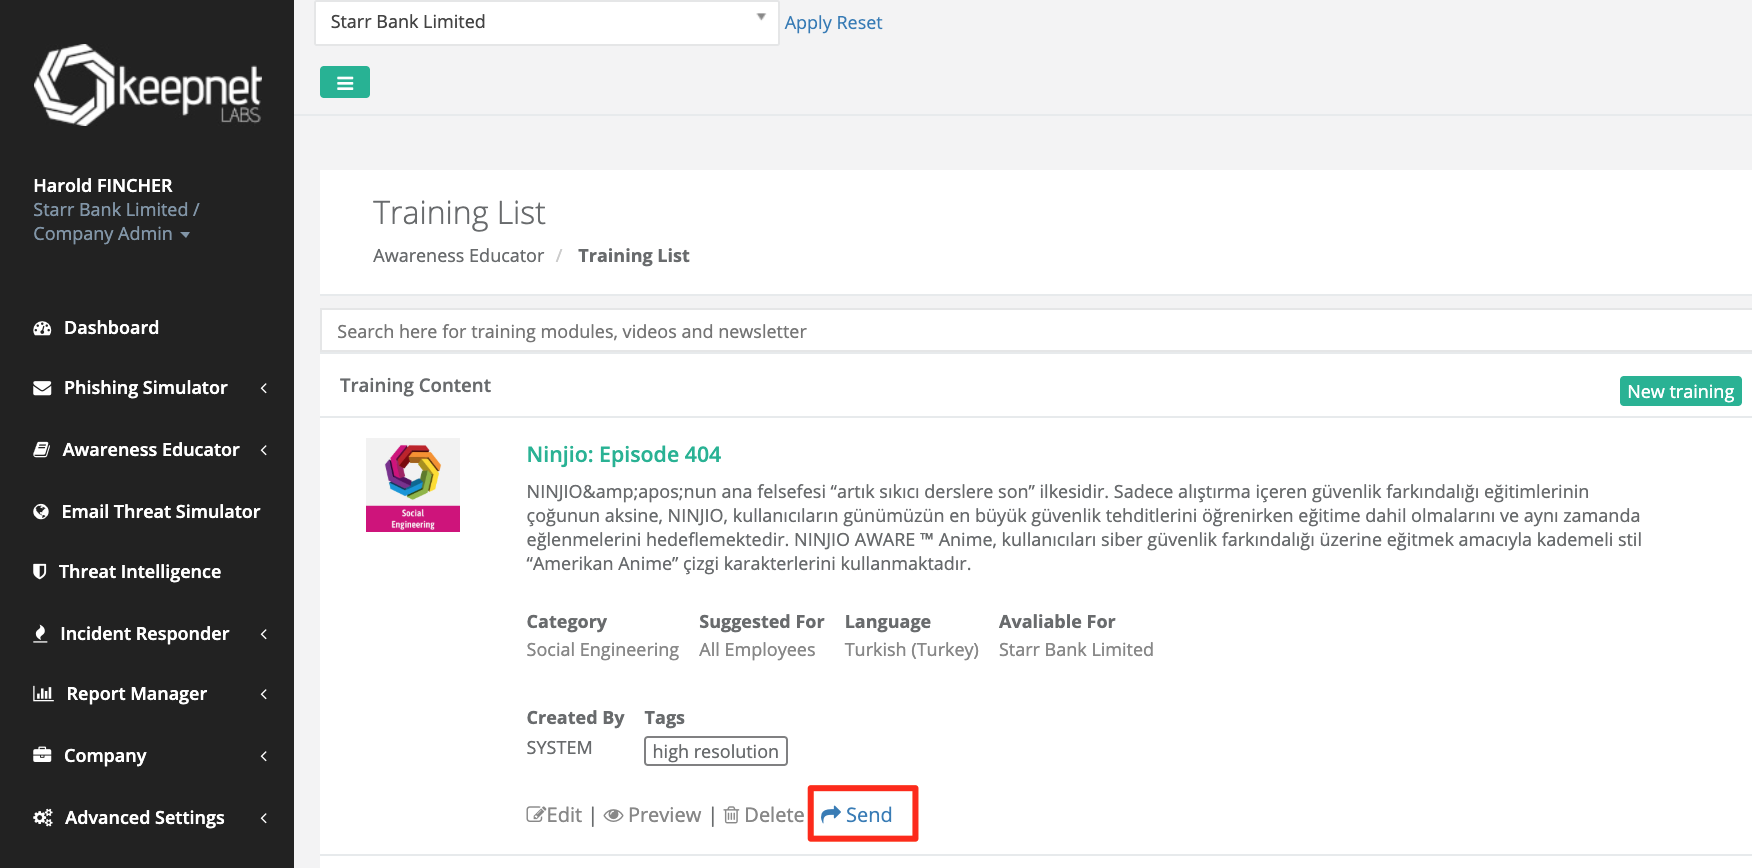 keepnet
LABS
Harold FINCHER
Starr Bank Limited /
Company Admin
Dashboard
Phishing Simulator
Awareness Educator
Email Threat Simulator
Threat Intelligence
Incident Responder
Report Manager
Company
Advanced Settings
Starr Bank Limited
Apply Reset
Training List
Awareness Educator / Training List
Search here for training modules, videos and newsletter
Training Content
New training
Social
Engineering
Ninjio: Episode 404
NINJIO&amp;apos;nun ana felsefesi “artık sıkıcı derslere son” ilkesidir. Sadece alıştırma içeren güvenlik farkındalığı eğitimlerinin
çoğunun aksine, NINJIO, kullanıcıların günümüzün en büyük güvenlik tehditlerini öğrenirken eğitime dahil olmalarını ve aynı zamanda
eğlenmelerini hedeflemektedir. NINJIO AWARE ™ Anime, kullanıcıları siber güvenlik farkındalığı üzerine eğitmek amacıyla kademeli stil
“Amerikan Anime” çizgi karakterlerini kullanmaktadır.
Category Suggested For Language Avaliable For
Social Engineering All Employees Turkish (Turkey) Starr Bank Limited
Created By Tags
SYSTEM high resolution
Edit | Preview | Delete Send